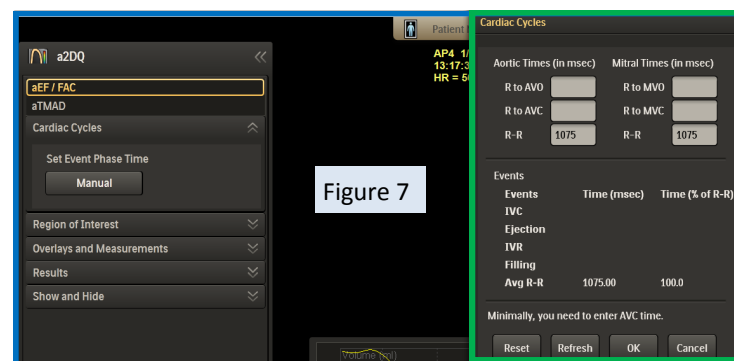 a2DQ
aEF / FAC
aTMAD
Cardiac Cycles
Set Event Phase Time
Manual
Region of Interest
Overlays and Measurements
Results
Show and Hide
Patient
AP4 1/
13:17:3
HR = 5
Figure 7
Volume (ml)
Cardiac Cycles
Aortic Times (in msec) Mitral Times (in msec)
R to AVO R to MVO
R to AVC R to MVC
R-R 1075 R-R 1075
Events
Events Time (msec) Time (% of R-R)
IVC
Ejection
IVR
Filling
Avg R-R 1075.00 100.0
Minimally, you need to enter AVC time.
Reset Refresh OK Cancel